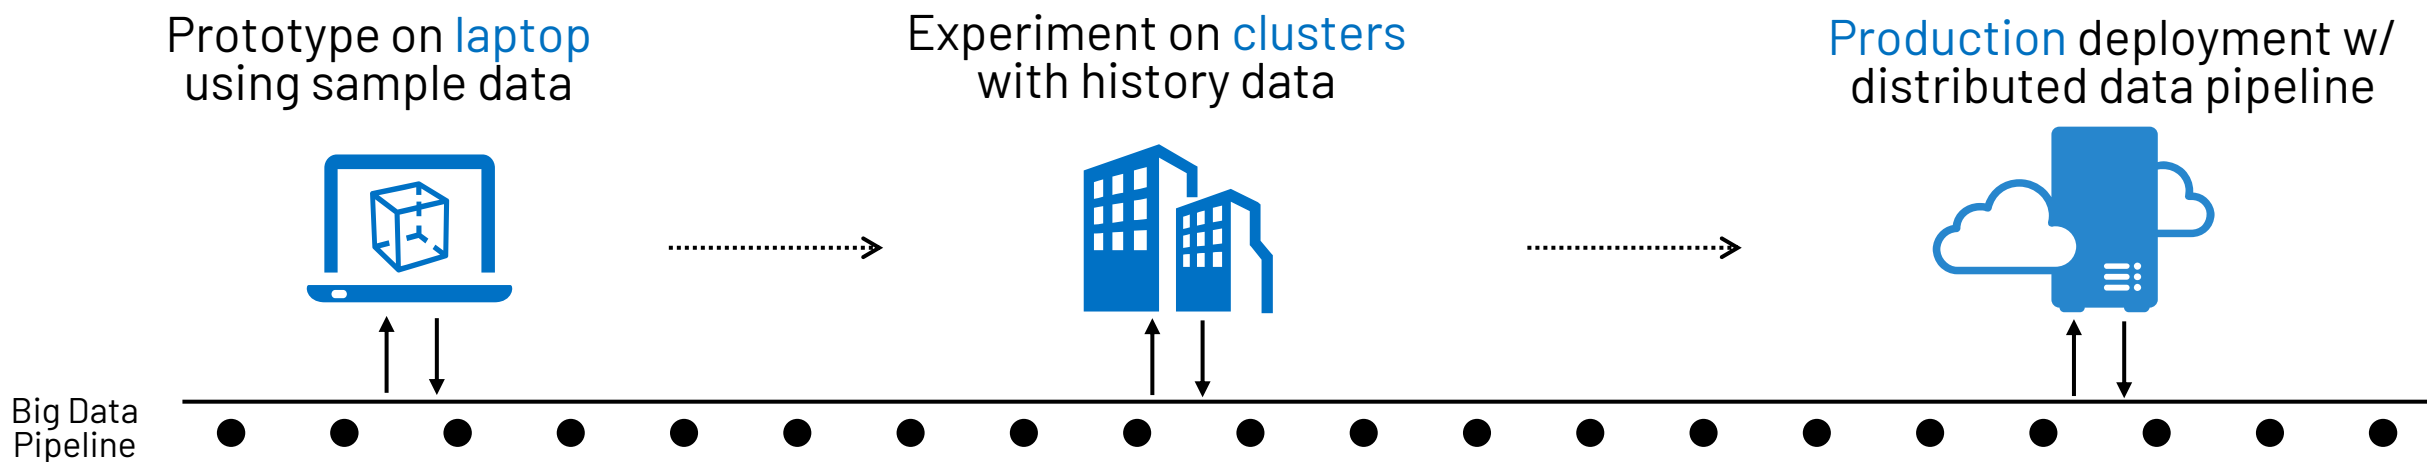 Prototype on laptop
using sample data
Experiment on clusters
with history data
Production deployment w/
distributed data pipeline
Big Data
Pipeline